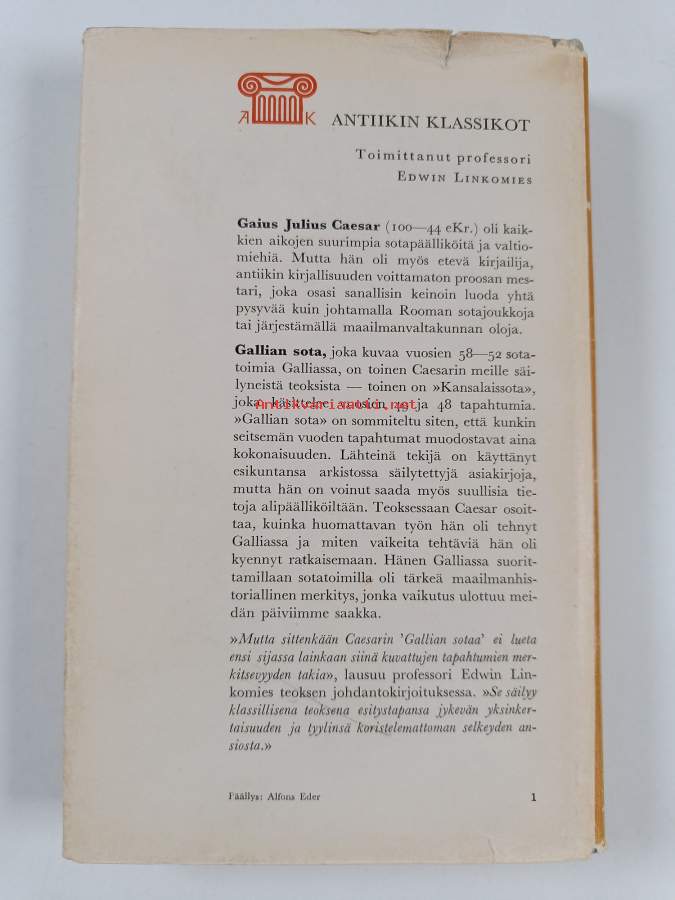 A K
ANTIIKIN KLASSIKOT
Toimittanut professori
EDWIN LINKOMIES
Gaius Julius Caesar (100—44 eKr.) oli kaik-
kien aikojen suurimpia sotapäälliköitä ja valtio-
miehiä. Mutta hän oli myös etevä kirjailija,
antiikin kirjallisuuden voittamaton proosan mes-
tari, joka osasi sanallisin keinoin luoda yhtä
pysyvää kuin johtamalla Rooman sotajoukkoja
tai järjestämällä maailmanvaltakunnan oloja.
Gallian sota, joka kuvaa vuosien 58—52 sota-
toimia Galliassa, on toinen Caesarin meille säi-
lyneistä teoksista — toinen on »Kansalaissota»,
joka käsittelee vuosien 49 ja 48 tapahtumia.
Antikvariaatti.net
»Gallian sota» on sommiteltu siten, että kunkin
seitsemän vuoden tapahtumat muodostavat aina
kokonaisuuden. Lähteinä tekijä on käyttänyt
esikuntansa arkistossa säilytettyjä asiakirjoja,
mutta hän on voinut saada myös suullisia tie-
toja alipäälliköiltään. Teoksessaan Caesar osoit-
taa, kuinka huomattavan työn hän oli tehnyt
Galliassa ja miten vaikeita tehtäviä hän oli
kyennyt ratkaisemaan. Hänen Galliassa suorit-
tamillaan sotatoimilla oli tärkeä maailmanhis-
toriallinen merkitys, jonka vaikutus ulottuu mei-
dän päiviimme saakka.
»Mutta sittenkään Caesarin 'Gallian sotaa' ei lueta
ensi sijassa lainkaan siinä kuvattujen tapahtumien mer-
kitsevyyden takia», lausuu professori Edwin Lin-
komies teoksen johdantokirjoituksessa. »Se säilyy
klassillisena teoksena esitystapansa jykevän yksinker-
taisuuden ja tyylinsä koristelemattoman selkeyden an-
siosta.»
Päällys: Alfons Eder
1